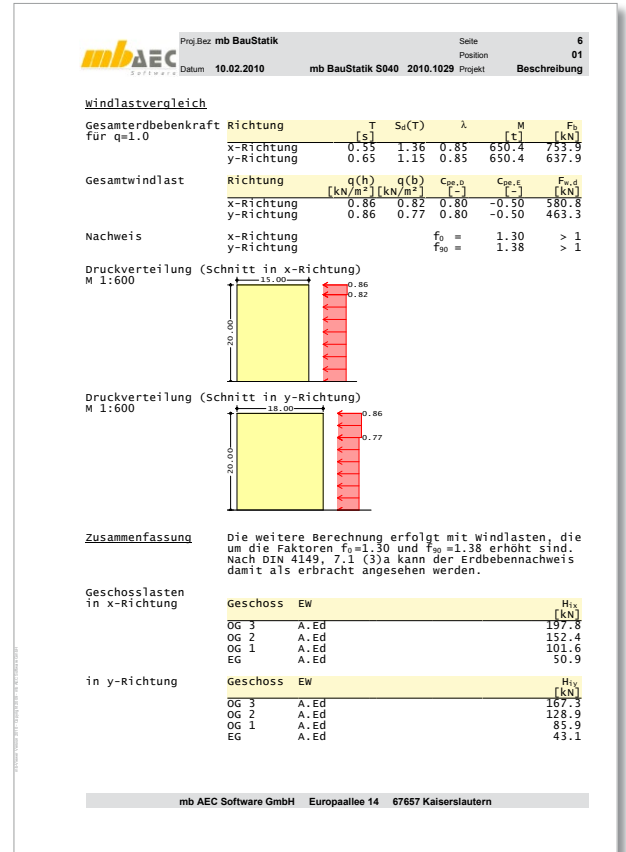 mb AEC Software
Proj.Bez mb BauStatik Seite 6
Position 01
Datum 10.02.2010 mb BauStatik S040 2010.1029 Projekt Beschreibung
Windlastvergleich
Gesamterdbebenkraft Richtung T Sd(T) λ M Fb
für q=1.0 [s] [t] [kN]
x-Richtung 0.55 1.36 0.85 650.4 753.9
y-Richtung 0.65 1.15 0.85 650.4 637.9
Gesamtwindlast Richtung q(h) q(b) cpe,D cpe,E Fw,d
[kN/m²] [kN/m²] [-] [-] [kN]
x-Richtung 0.86 0.82 0.80 -0.50 580.8
y-Richtung 0.86 0.77 0.80 -0.50 463.3
Nachweis x-Richtung f0 = 1.30 > 1
y-Richtung f90 = 1.38 > 1
Druckverteilung (Schnitt in x-Richtung)
M 1:600
15.00
0.86
0.82
20.00
Druckverteilung (Schnitt in y-Richtung)
M 1:600
18.00
0.86
0.77
20.00
Zusammenfassung Die weitere Berechnung erfolgt mit Windlasten, die
um die Faktoren f0=1.30 und f90=1.38 erhöht sind.
Nach DIN 4149, 7.1 (3)a kann der Erdbebennachweis
damit als erbracht angesehen werden.
Geschosslasten
in x-Richtung Geschoss EW Hix
[kN]
OG 3 A.Ed 197.8
OG 2 A.Ed 152.4
OG 1 A.Ed 101.6
EG A.Ed 50.9
in y-Richtung Geschoss EW Hiy
[kN]
OG 3 A.Ed 167.3
OG 2 A.Ed 128.9
OG 1 A.Ed 85.9
EG A.Ed 43.1
mb AEC Software GmbH Europaallee 14 67657 Kaiserslautern